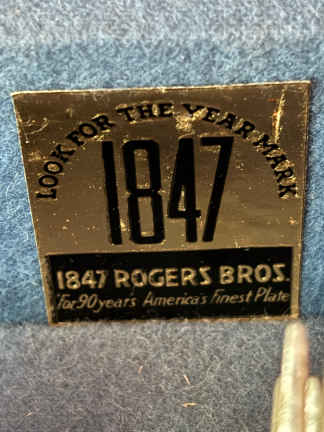 LOOK FOR THE YEAR MARK
1847
1847 ROGERS BROS.
For 90 years America's Finest Plate